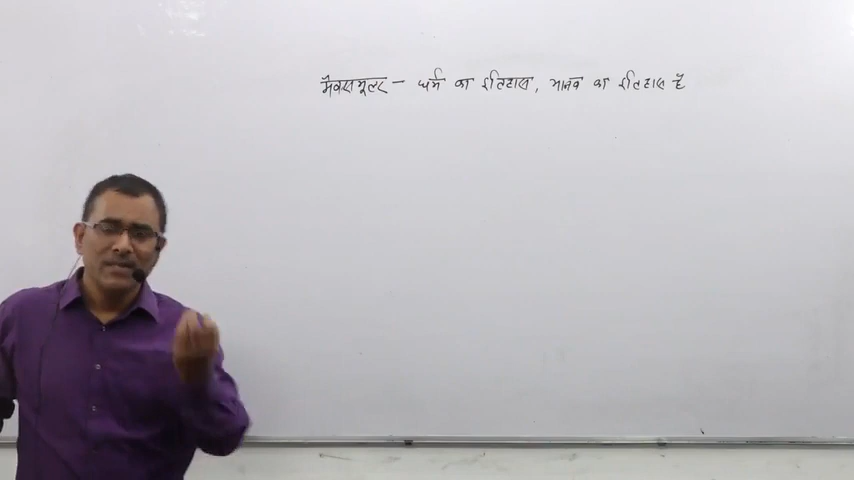 मैक्समूलर – धर्म का इतिहास, मानव का इतिहास है